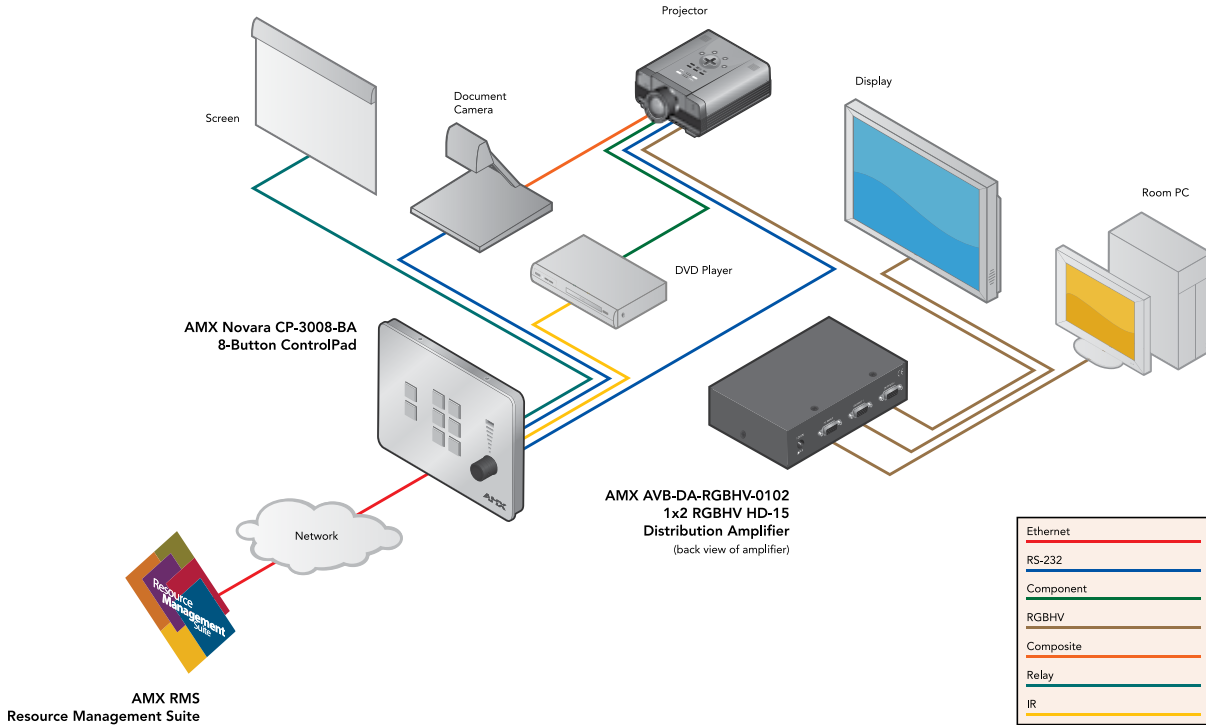 Projector
Screen
Document
Camera
Display
Room PC
DVD Player
AMX Novara CP-3008-BA
8-Button ControlPad
AMX
AMX AVB-DA-RGBHV-0102
1x2 RGBHV HD-15
Distribution Amplifier
(back view of amplifier)
Network
Resource
Management
Suite
AMX RMS
Resource Management Suite
Ethernet
RS-232
Component
RGBHV
Composite
Relay
IR